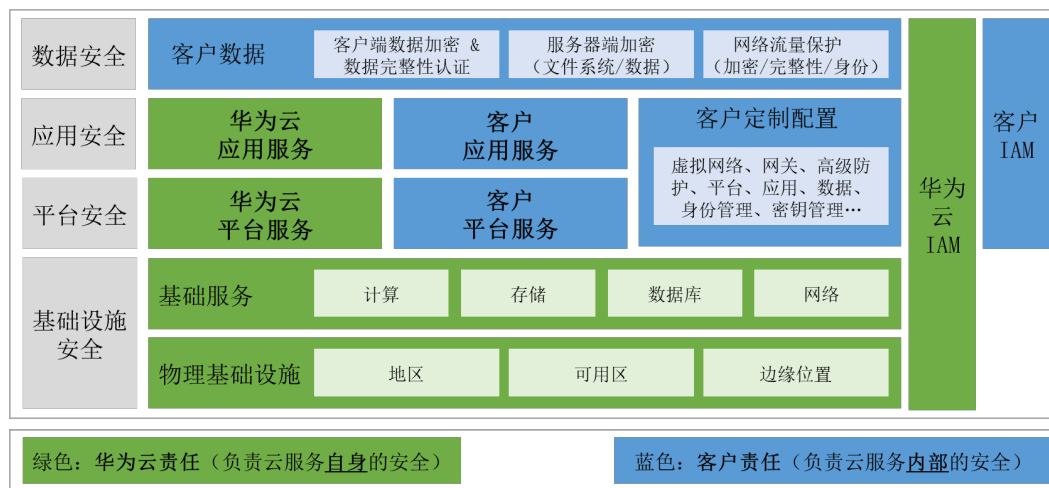 数据安全
客户数据
客户端数据加密 &
数据完整性认证
服务器端加密
(文件系统/数据)
网络流量保护
(加密/完整性/身份)
应用安全
华为云
应用服务
客户
应用服务
客户定制配置
虚拟网络、网关、高级防
护、平台、应用、数据、
身份管理、密钥管理…
平台安全
华为云
平台服务
客户
平台服务
基础设施
安全
基础服务
计算
存储
数据库
网络
物理基础设施
地区
可用区
边缘位置
华为
云
IAM
客户
IAM
绿色：华为云责任（负责云服务自身的安全）
蓝色：客户责任（负责云服务内部的安全）